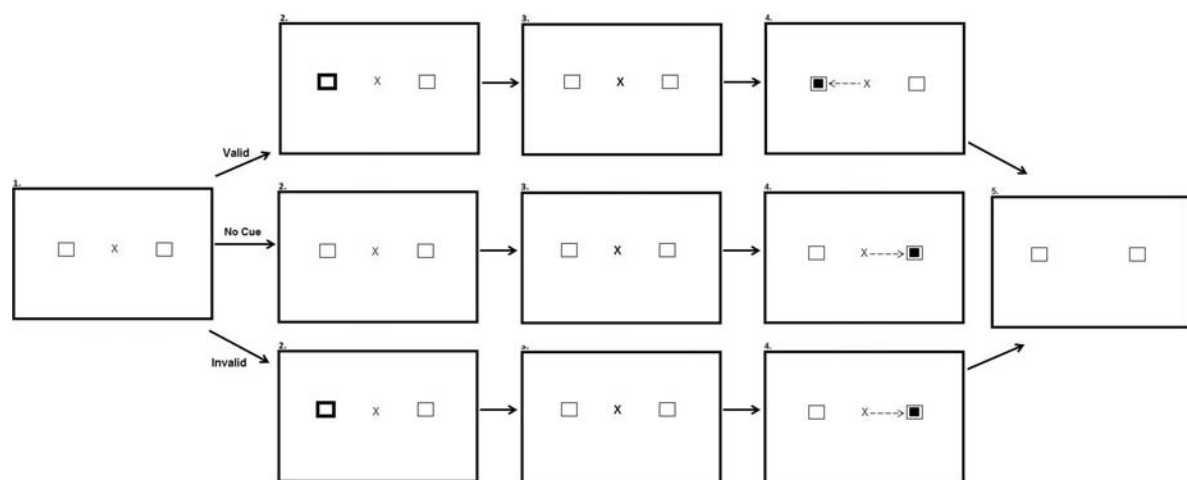 2.
3.
4.
X
X
X
Valid
1.
2.
3.
4.
5.
X
No Cue
X
X
X
2.
3.
4.
Invalid
X
X
X